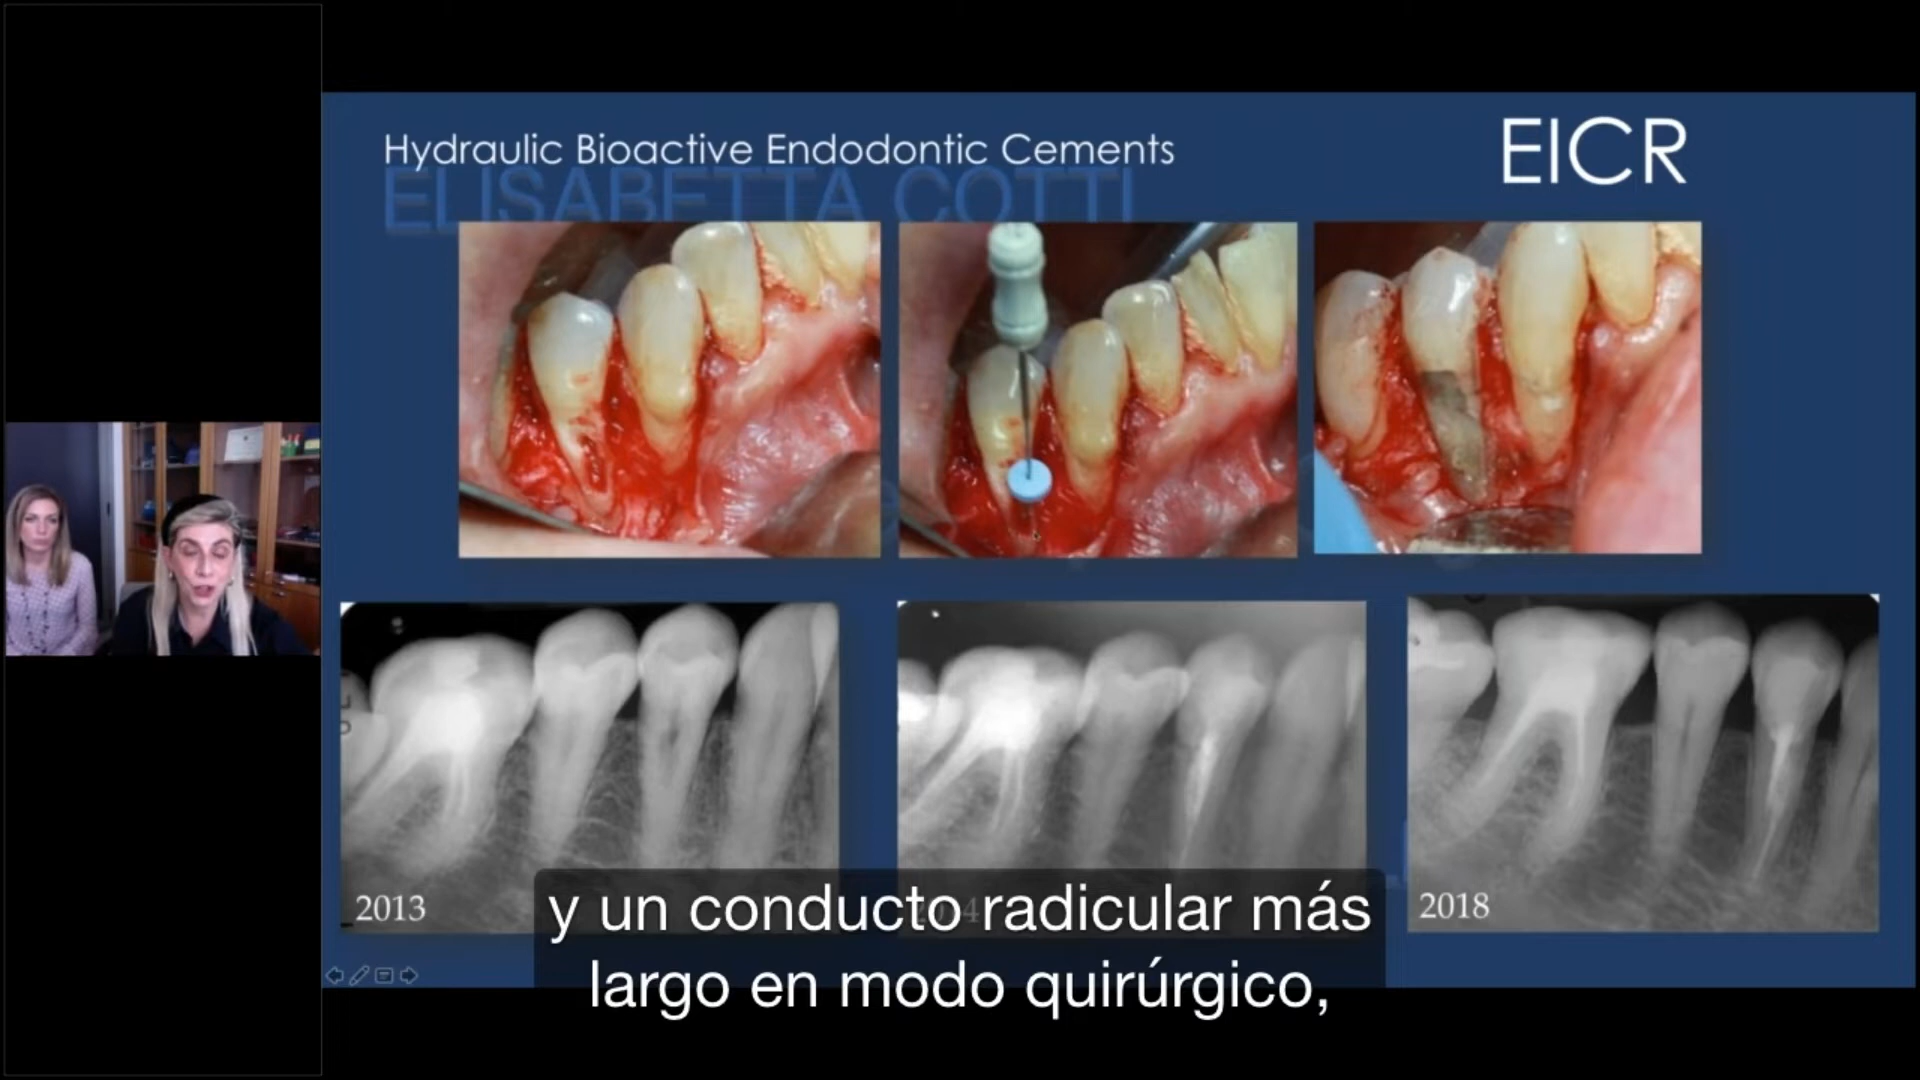 Hydraulic Bioactive Endodontic Cements
EICR
ELISABETTA COTTI
2013
2018
y un conducto radicular más
largo en modo quirúrgico,